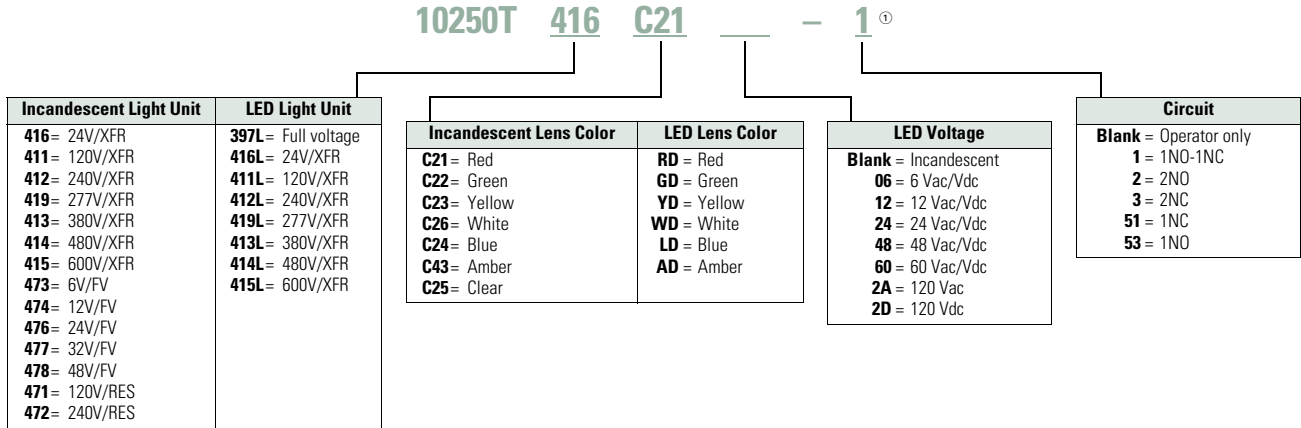 10250T 416 C21 ___ – 1 ①
Incandescent Light Unit
416= 24V/XFR
411= 120V/XFR
412= 240V/XFR
419= 277V/XFR
413= 380V/XFR
414= 480V/XFR
415= 600V/XFR
473= 6V/FV
474= 12V/FV
476= 24V/FV
477= 32V/FV
478= 48V/FV
471= 120V/RES
472= 240V/RES
LED Light Unit
397L= Full voltage
416L= 24V/XFR
411L= 120V/XFR
412L= 240V/XFR
419L= 277V/XFR
413L= 380V/XFR
414L= 480V/XFR
415L= 600V/XFR
Incandescent Lens Color
C21= Red
C22= Green
C23= Yellow
C26= White
C24= Blue
C43= Amber
C25= Clear
LED Lens Color
RD = Red
GD = Green
YD = Yellow
WD = White
LD = Blue
AD = Amber
LED Voltage
Blank = Incandescent
06 = 6 Vac/Vdc
12 = 12 Vac/Vdc
24 = 24 Vac/Vdc
48 = 48 Vac/Vdc
60 = 60 Vac/Vdc
2A = 120 Vac
2D = 120 Vdc
Circuit
Blank = Operator only
1 = 1NO-1NC
2 = 2NO
3 = 2NC
51 = 1NC
53 = 1NO